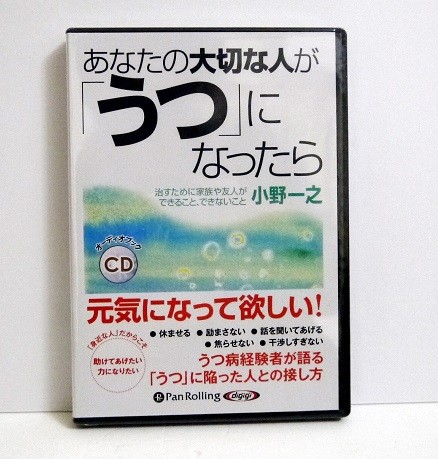 あなたの大切な人が
「うつ」に
なったら
治すために家族や友人が
できること、できないこと
小野一之
オーディオブック
CD
元気になって欲しい!
「身近な人」だからこそ
助けてあげたい
力になりたい
●休ませる ●励まさない ●話を聞いてあげる
●焦らせない ●干渉しすぎない
うつ病経験者が語る
「うつ」に陥った人との接し方
PanRolling digigi